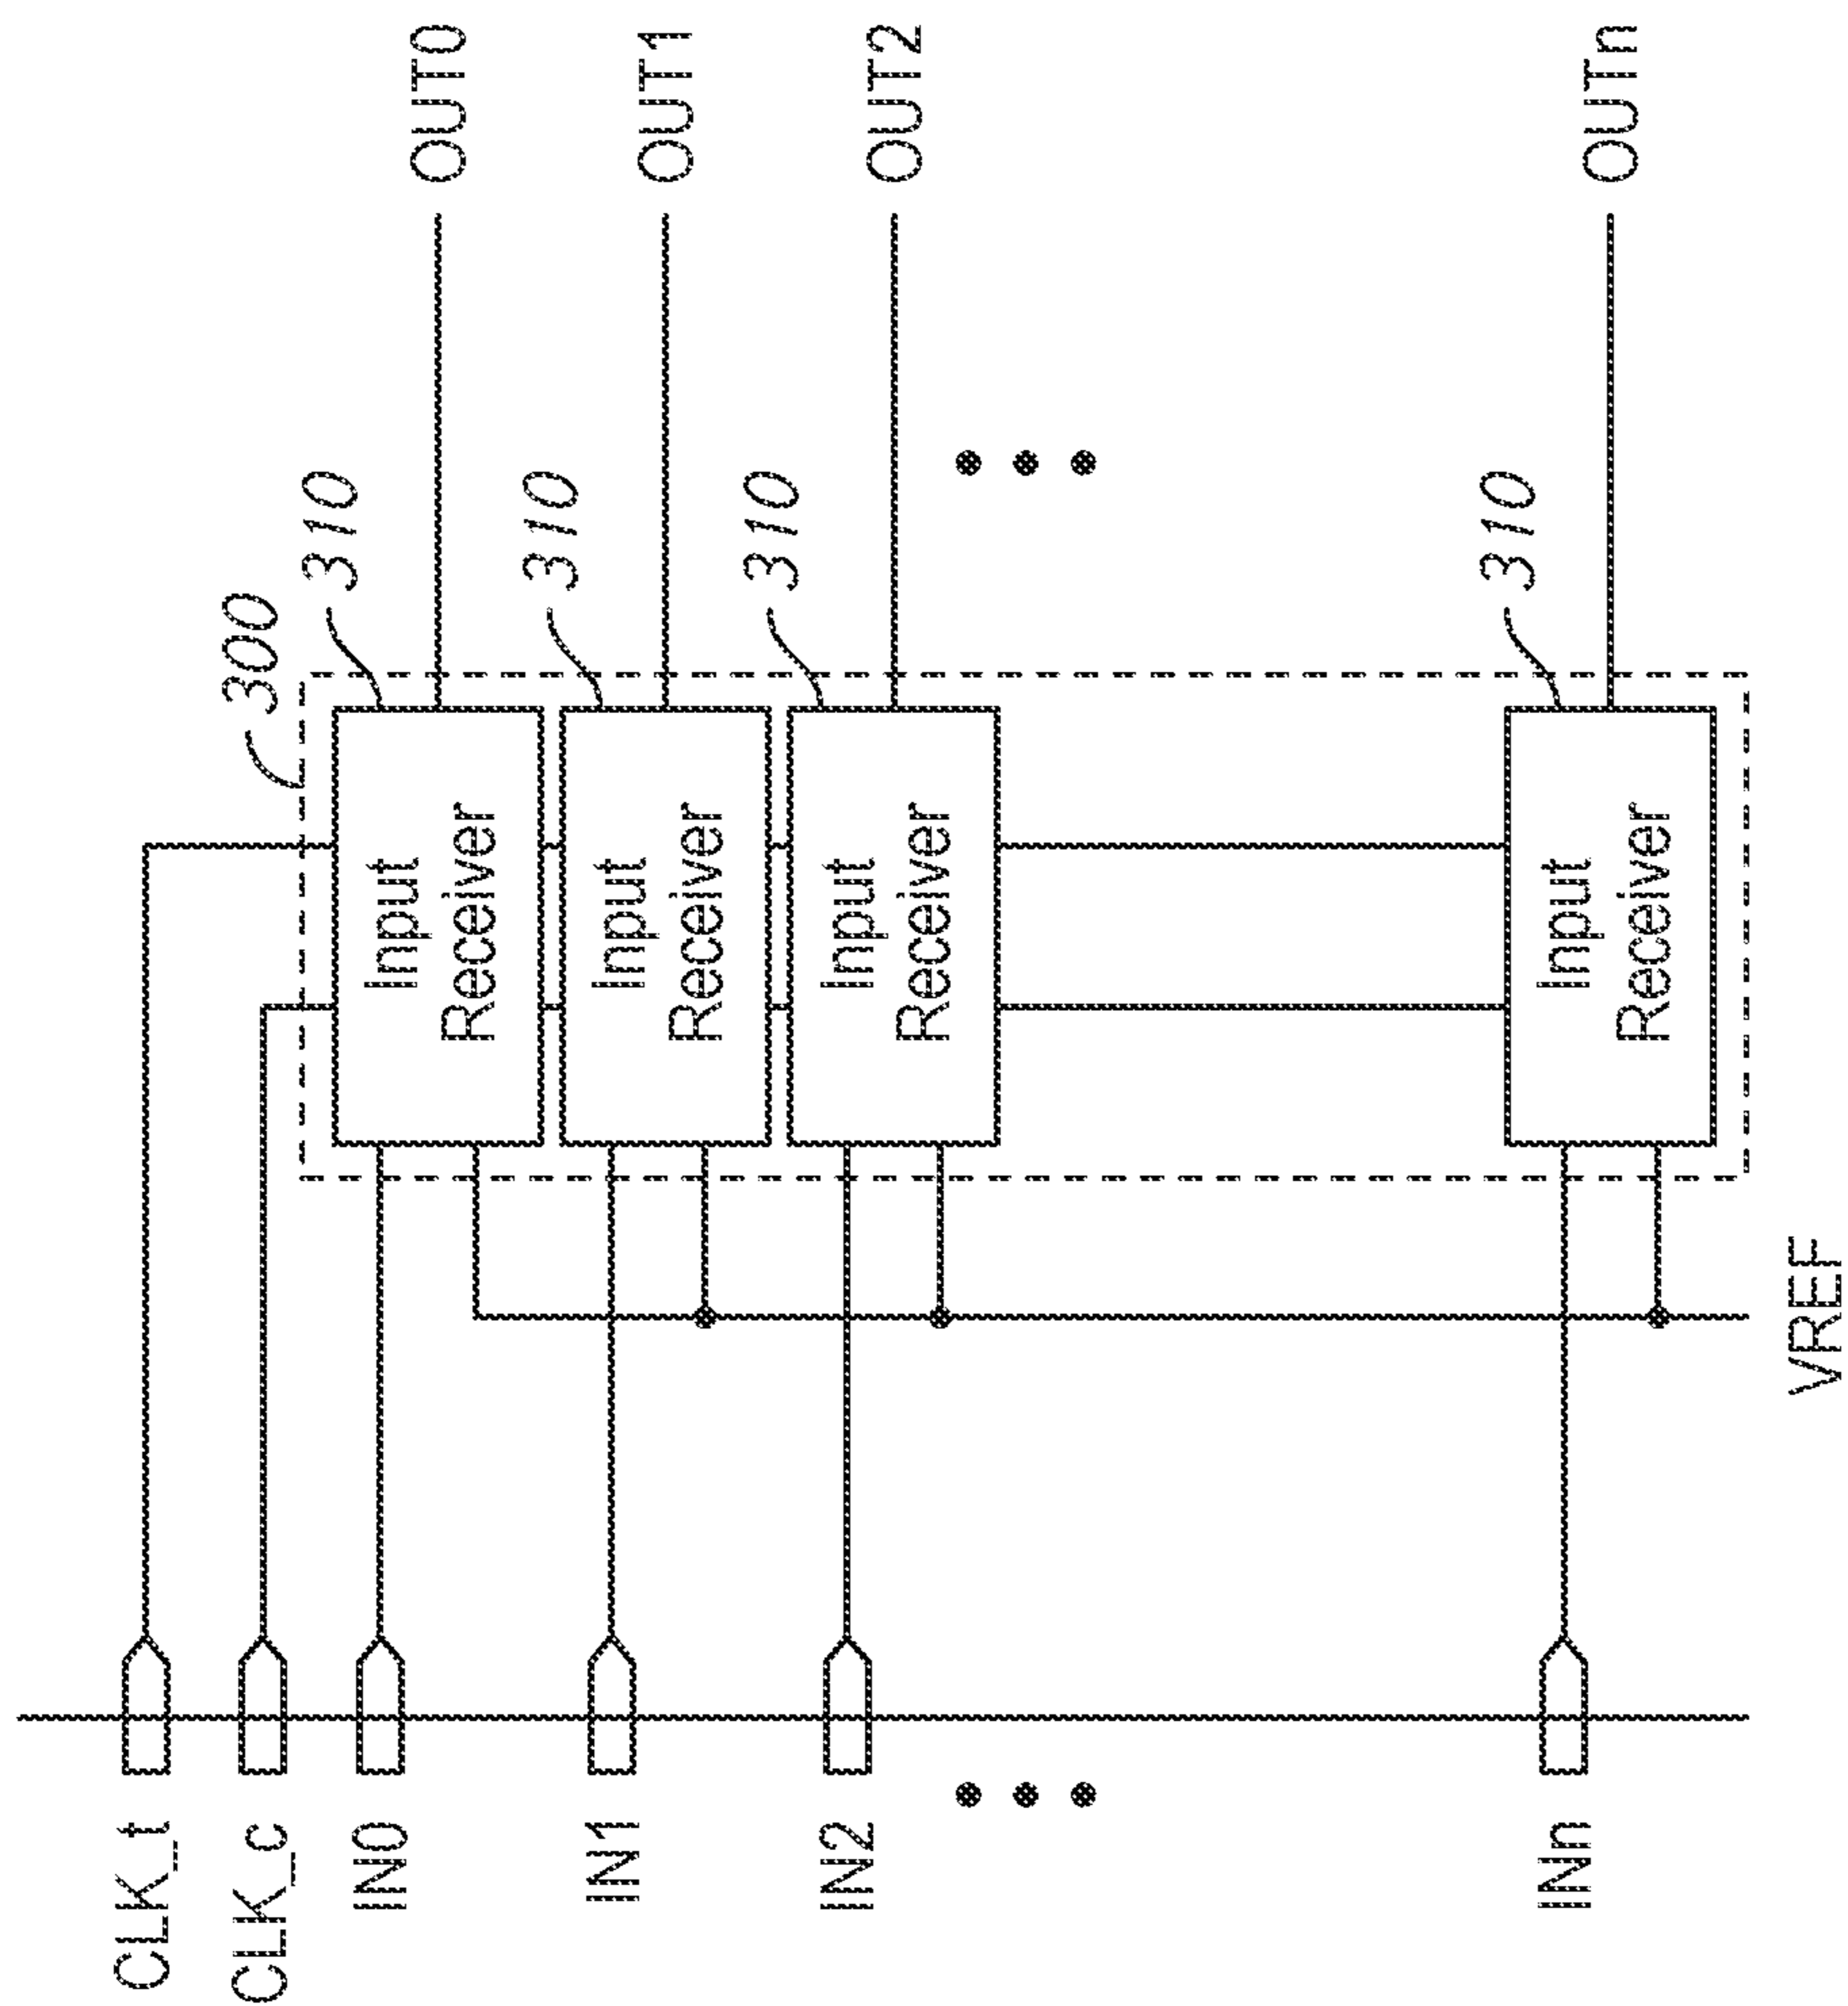 CLK_t
CLK_c
IN0
IN1
IN2
INn
VREF
300
310
Input
Receiver
310
Input
Receiver
310
Input
Receiver
310
Input
Receiver
OUT0
OUT1
OUT2
OUTn